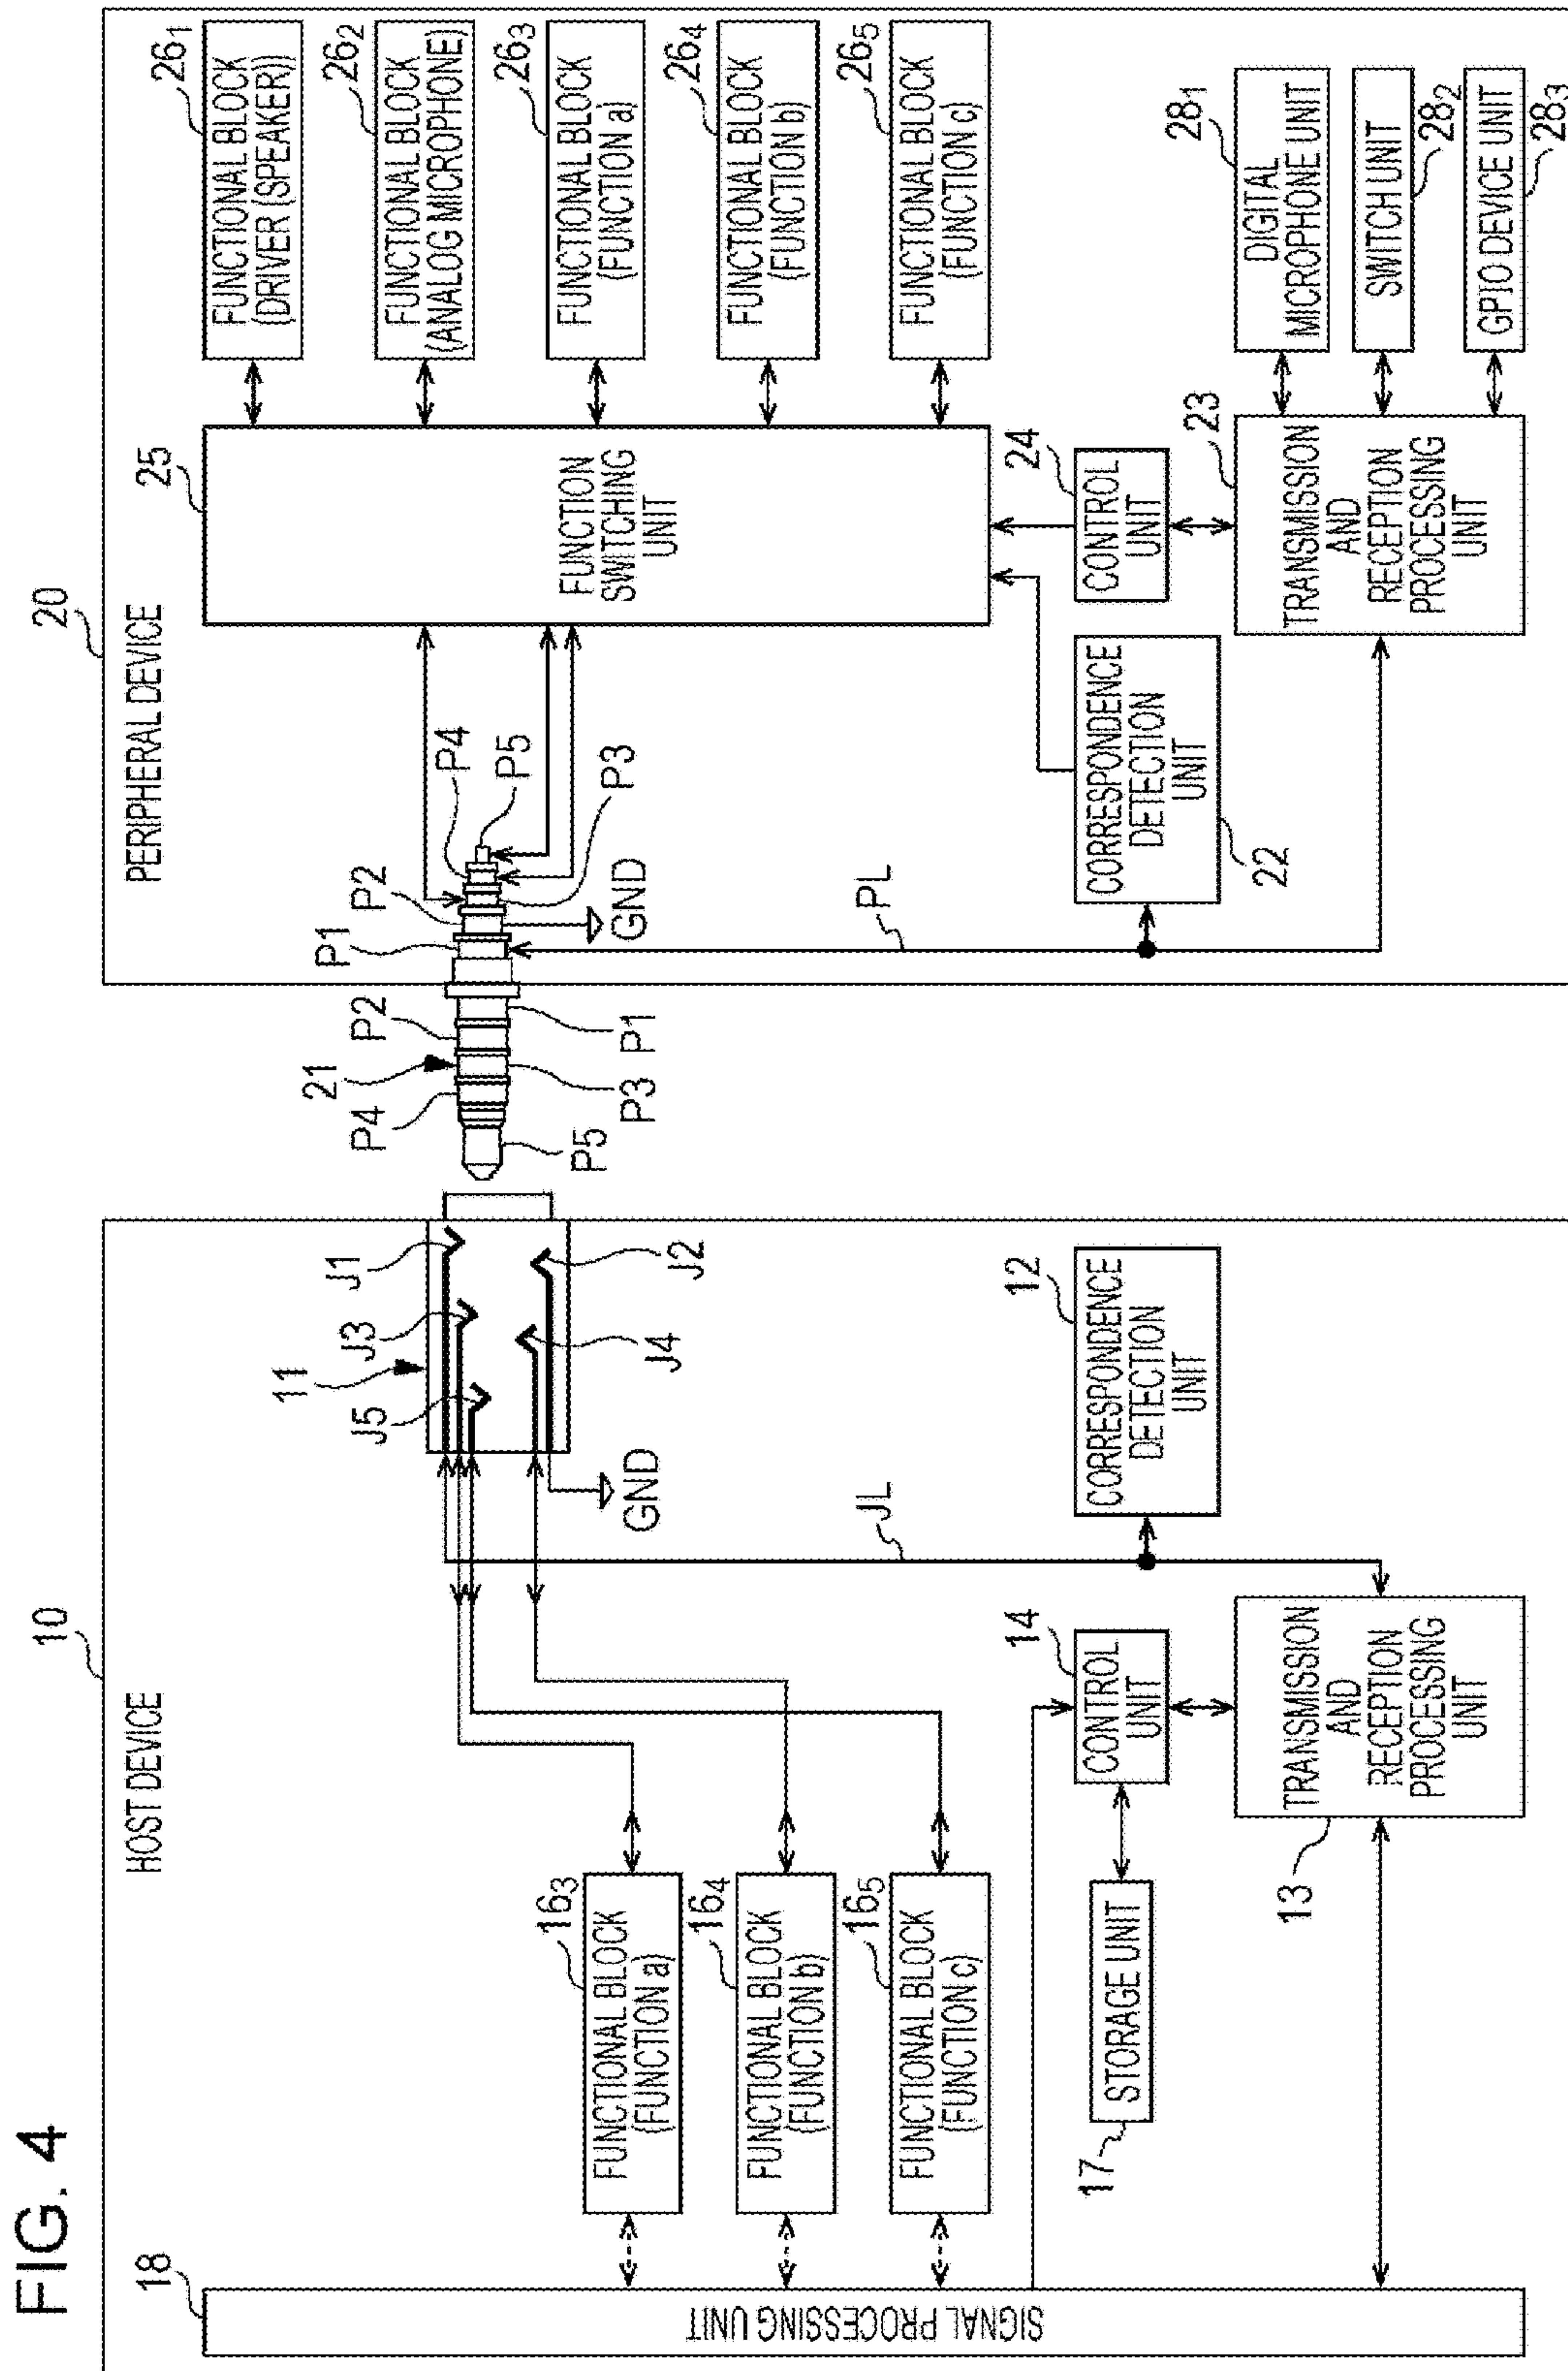 FIG. 4
10
HOST DEVICE
18
SIGNAL PROCESSING UNIT
16₃
FUNCTIONAL BLOCK
(FUNCTION a)
16₄
FUNCTIONAL BLOCK
(FUNCTION b)
16₅
FUNCTIONAL BLOCK
(FUNCTION c)
17
STORAGE UNIT
14
CONTROL
UNIT
13
TRANSMISSION
AND
RECEPTION
PROCESSING
UNIT
JL
12
CORRESPONDENCE
DETECTION
UNIT
GND
11
J1
J3
J5
J2
J4
20
PERIPHERAL DEVICE
21
P4
P2
P5
P3
P1
P1
P2
P4
P5
P3
GND
PL
22
CORRESPONDENCE
DETECTION
UNIT
25
FUNCTION
SWITCHING
UNIT
24
CONTROL
UNIT
23
TRANSMISSION
AND
RECEPTION
PROCESSING
UNIT
26₁
FUNCTIONAL BLOCK
(DRIVER (SPEAKER))
26₂
FUNCTIONAL BLOCK
(ANALOG MICROPHONE)
26₃
FUNCTIONAL BLOCK
(FUNCTION a)
26₄
FUNCTIONAL BLOCK
(FUNCTION b)
26₅
FUNCTIONAL BLOCK
(FUNCTION c)
28₁
DIGITAL
MICROPHONE UNIT
SWITCH UNIT
28₂
GPIO DEVICE UNIT
28₃